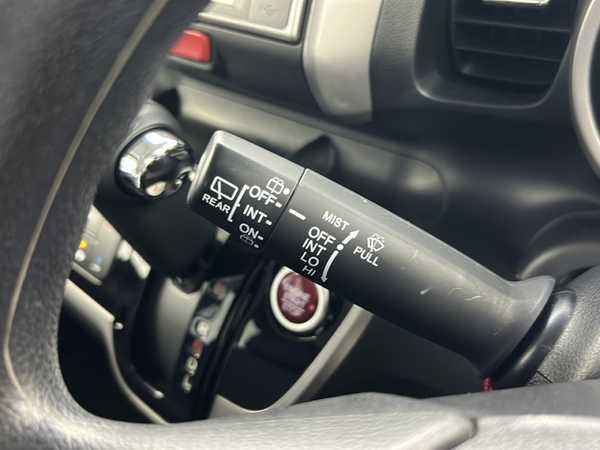 REAR
OFF
INT
ON
MIST
OFF
INT
LO
HI
PULL